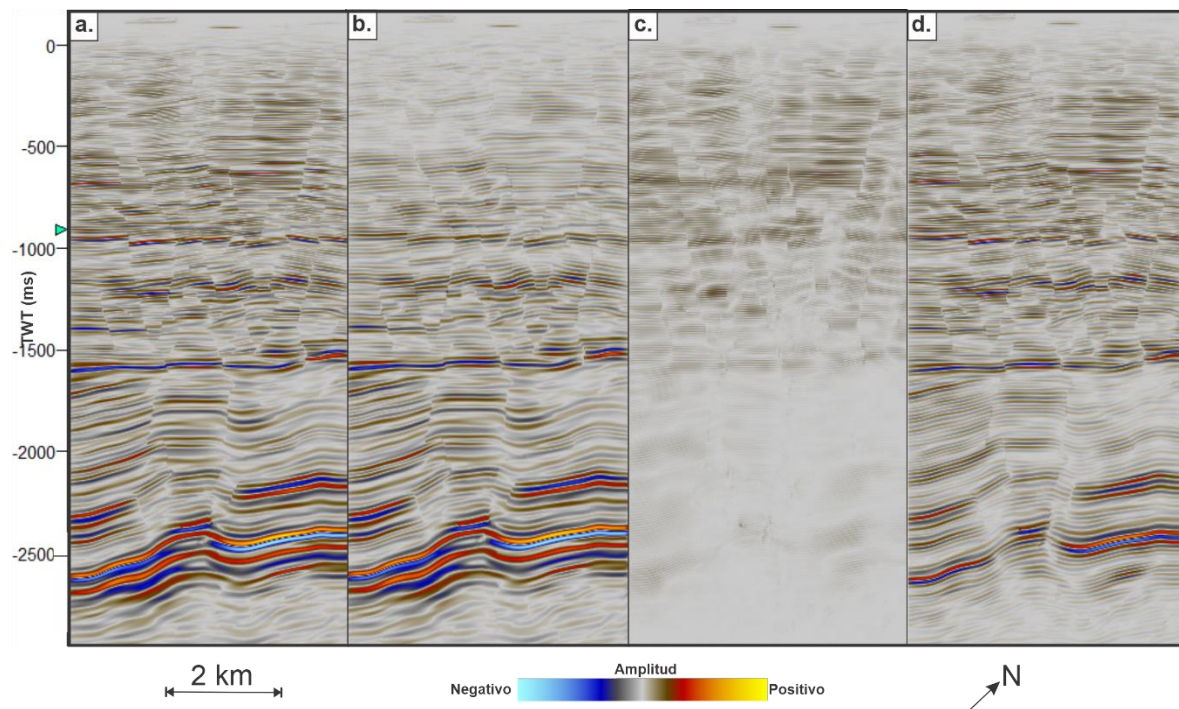 a. b. c. d.
0
-500
-1000
-1500
-2000
-2500
TWT (ms)
2 km
Amplitud
Negativo Positivo
N